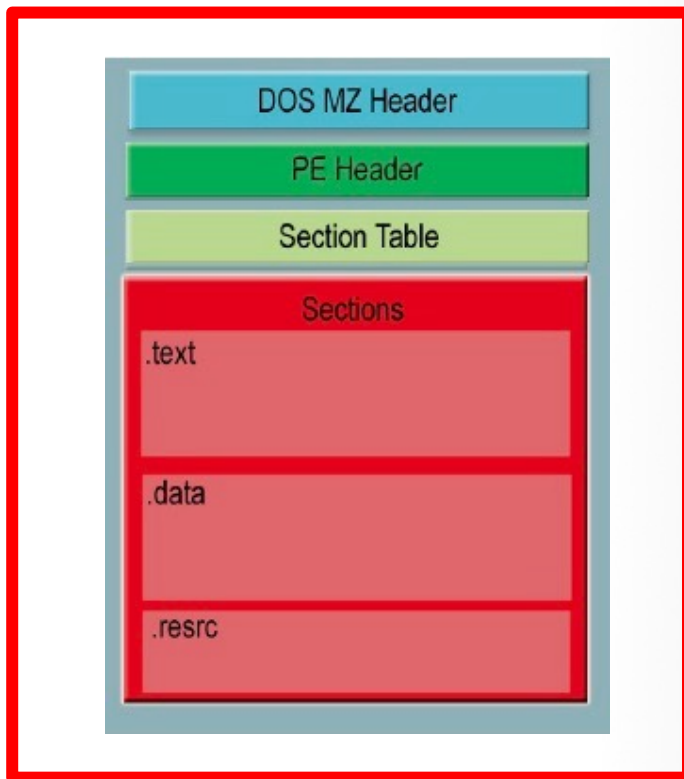 DOS MZ Header
PE Header
Section Table
Sections
.text
.data
.resrc